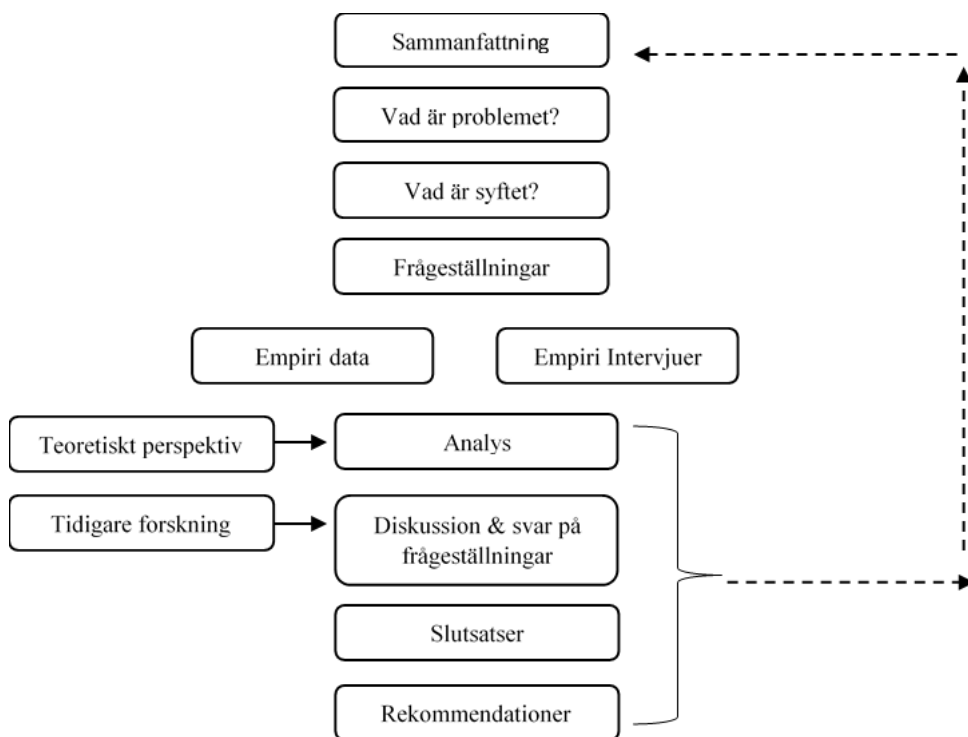 Sammanfattning
Vad är problemet?
Vad är syftet?
Frågeställningar
Empiri data
Empiri Intervjuer
Teoretiskt perspektiv
Analys
Tidigare forskning
Diskussion & svar på
frågeställningar
Slutsatser
Rekommendationer